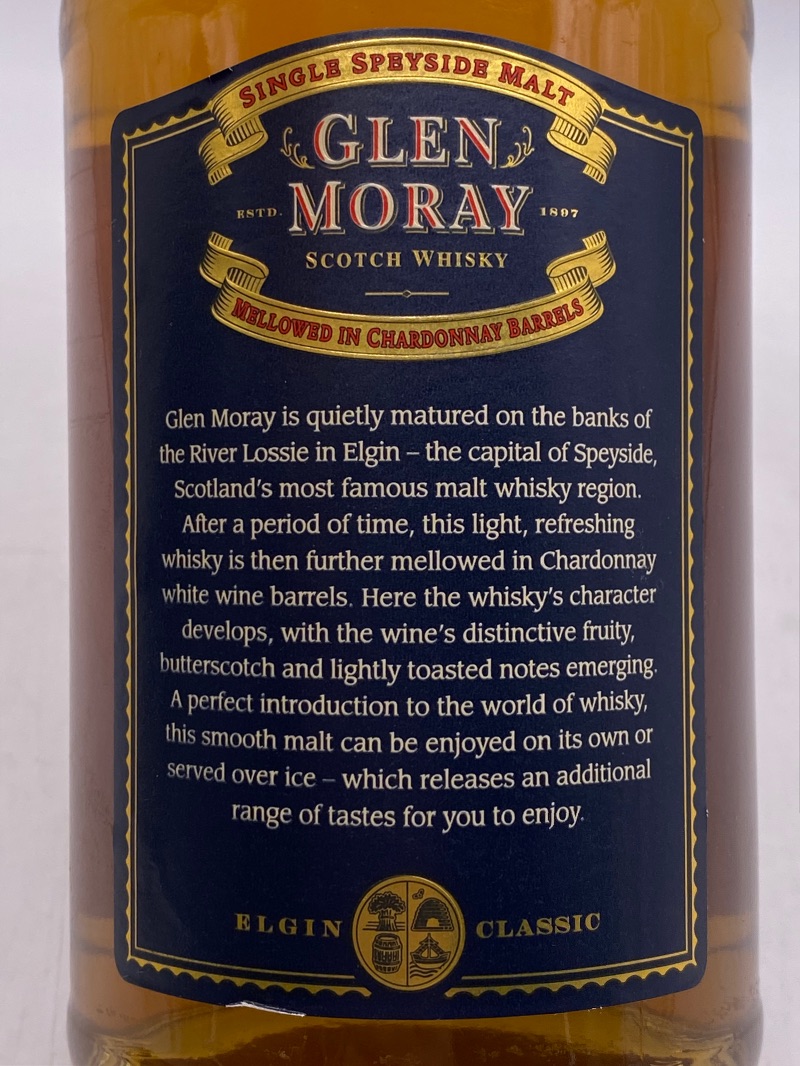 SINGLE SPEYSIDE MALT
GLEN
MORAY
ESTD. 1897
SCOTCH WHISKY
MELLOWED IN CHARDONNAY BARRELS
Glen Moray is quietly matured on the banks of
the River Lossie in Elgin – the capital of Speyside,
Scotland's most famous malt whisky region.
After a period of time, this light, refreshing
whisky is then further mellowed in Chardonnay
white wine barrels. Here the whisky's character
develops, with the wine's distinctive fruity,
butterscotch and lightly toasted notes emerging.
A perfect introduction to the world of whisky,
this smooth malt can be enjoyed on its own or
served over ice – which releases an additional
range of tastes for you to enjoy.
ELGIN CLASSIC